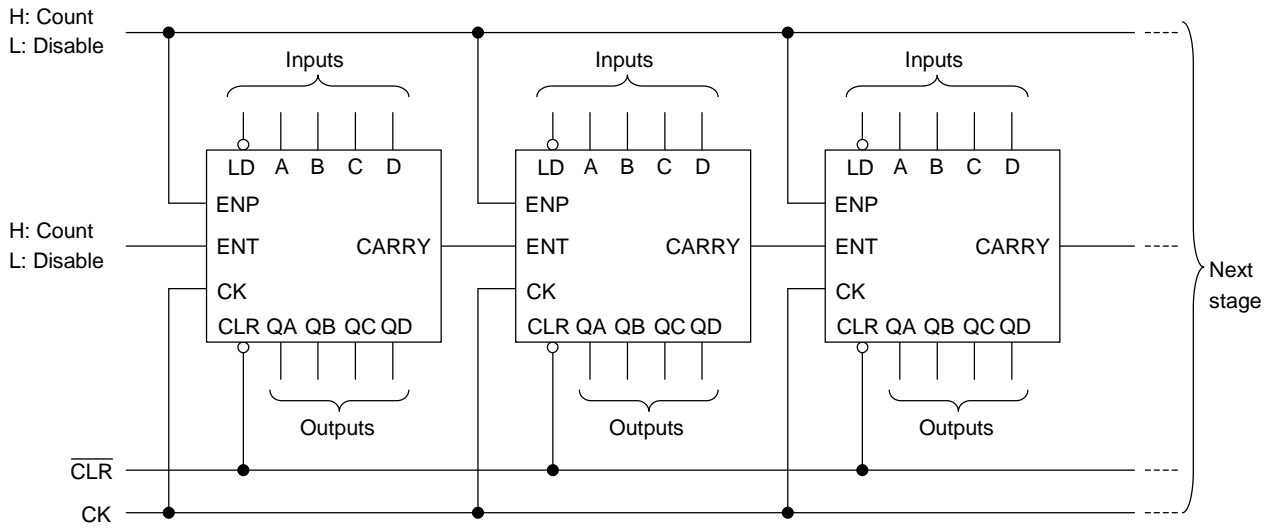 H: Count
L: Disable
Inputs
Inputs
Inputs
LD A B C D
LD A B C D
LD A B C D
ENP
ENP
ENP
H: Count
L: Disable
ENT CARRY
ENT CARRY
ENT CARRY
CK
CK
CK
Next
stage
CLR QA QB QC QD
CLR QA QB QC QD
CLR QA QB QC QD
Outputs
Outputs
Outputs
C̅L̅R̅
CK